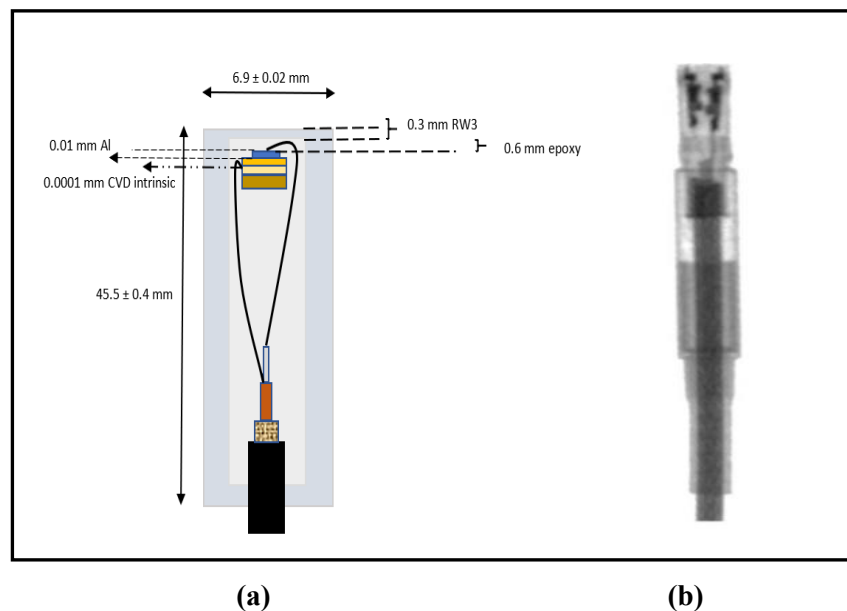 6.9 ± 0.02 mm
0.3 mm RW3
0.01 mm Al
0.6 mm epoxy
0.0001 mm CVD intrinsic
45.5 ± 0.4 mm
(a)
(b)